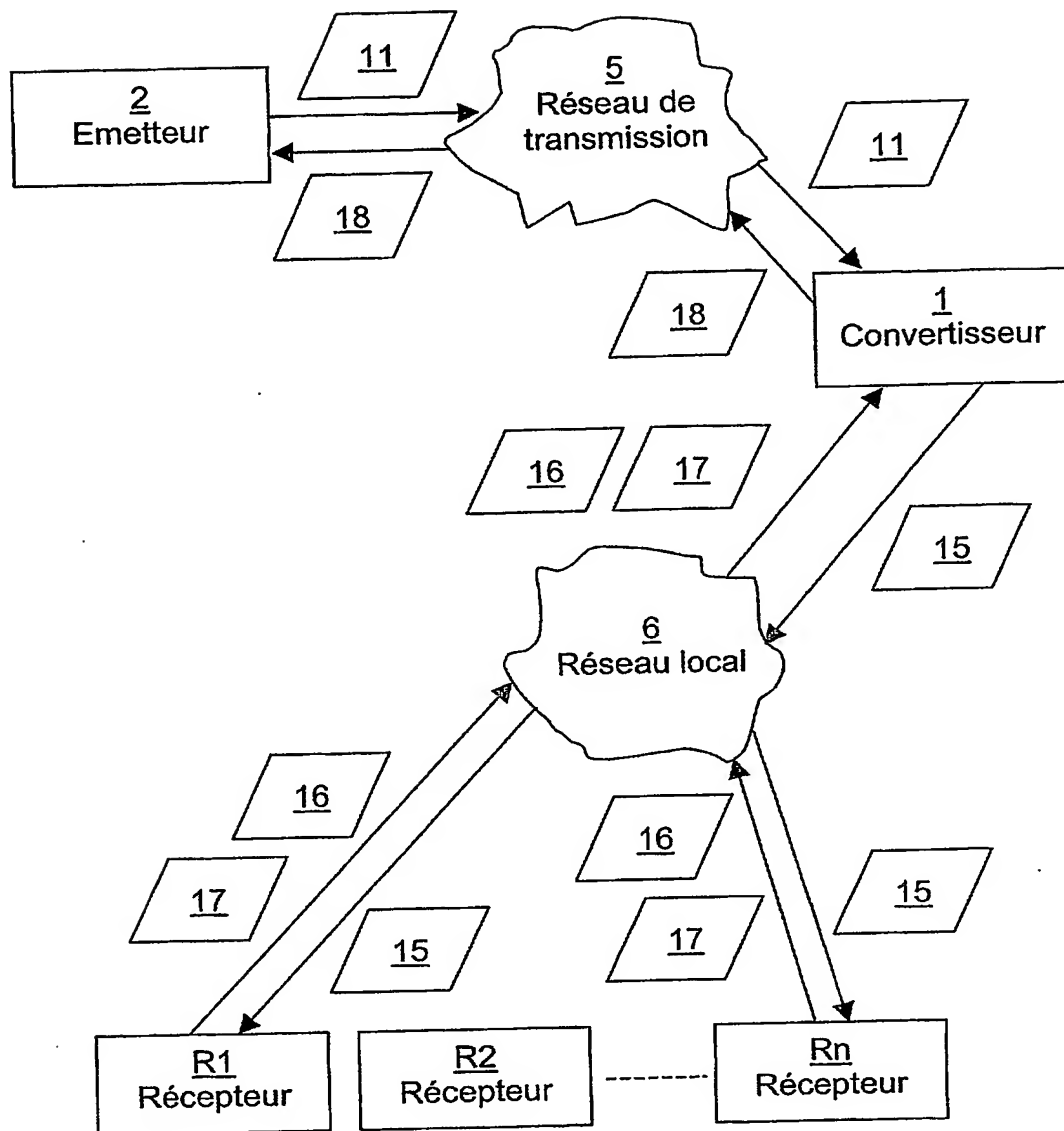 11
2
Emetteur
5
Réseau de
transmission
11
18
18
1
Convertisseur
16
17
15
6
Réseau local
16
17
15
16
17
15
R1
Récepteur
R2
Récepteur
Rn
Récepteur